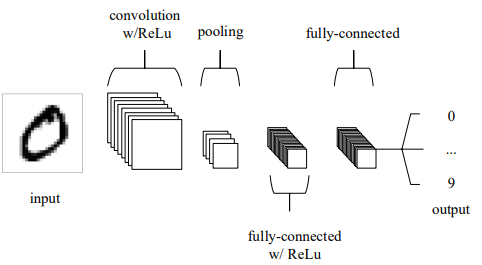 convolution
w/ReLu
pooling
fully-connected
0
...
9
input
output
fully-connected
w/ ReLu